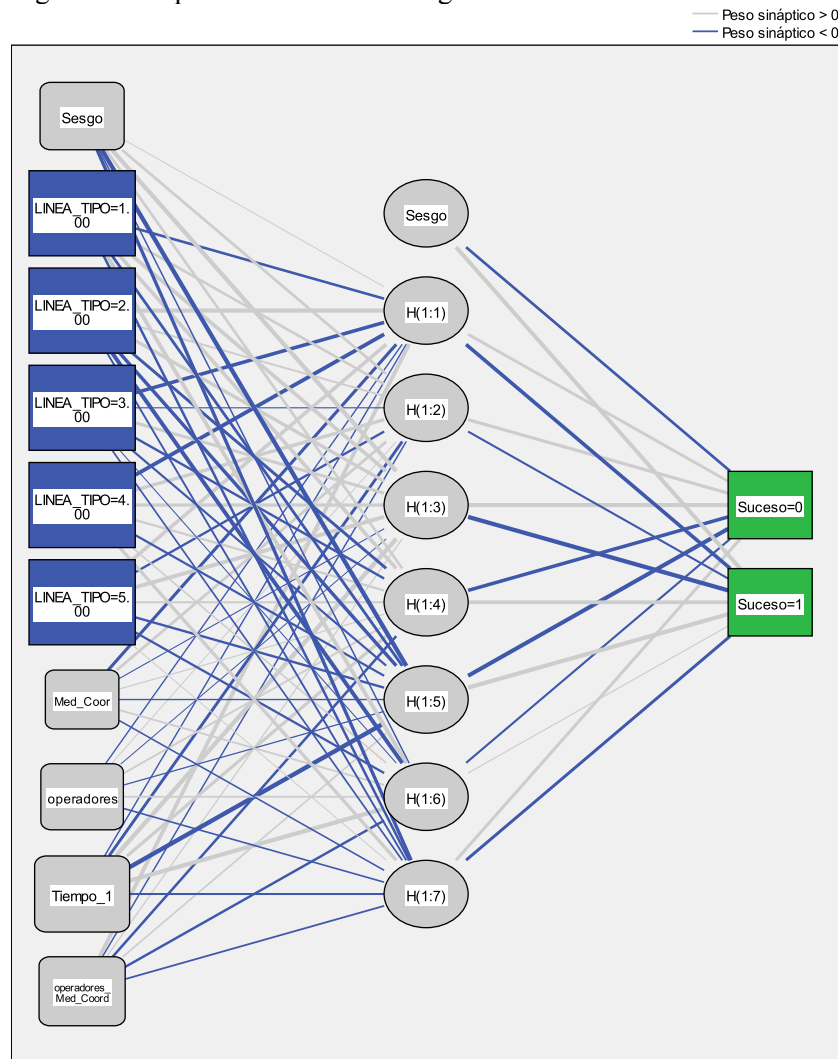 Peso sináptico > 0
Peso sináptico < 0
Sesgo
LINEA_TIPO=1.
00
LINEA_TIPO=2.
00
LINEA_TIPO=3.
00
LINEA_TIPO=4.
00
LINEA_TIPO=5.
00
Med_Coor
operadores
Tiempo_1
operadores_
Med_Coord
Sesgo
H(1:1)
H(1:2)
H(1:3)
H(1:4)
H(1:5)
H(1:6)
H(1:7)
Suceso=0
Suceso=1